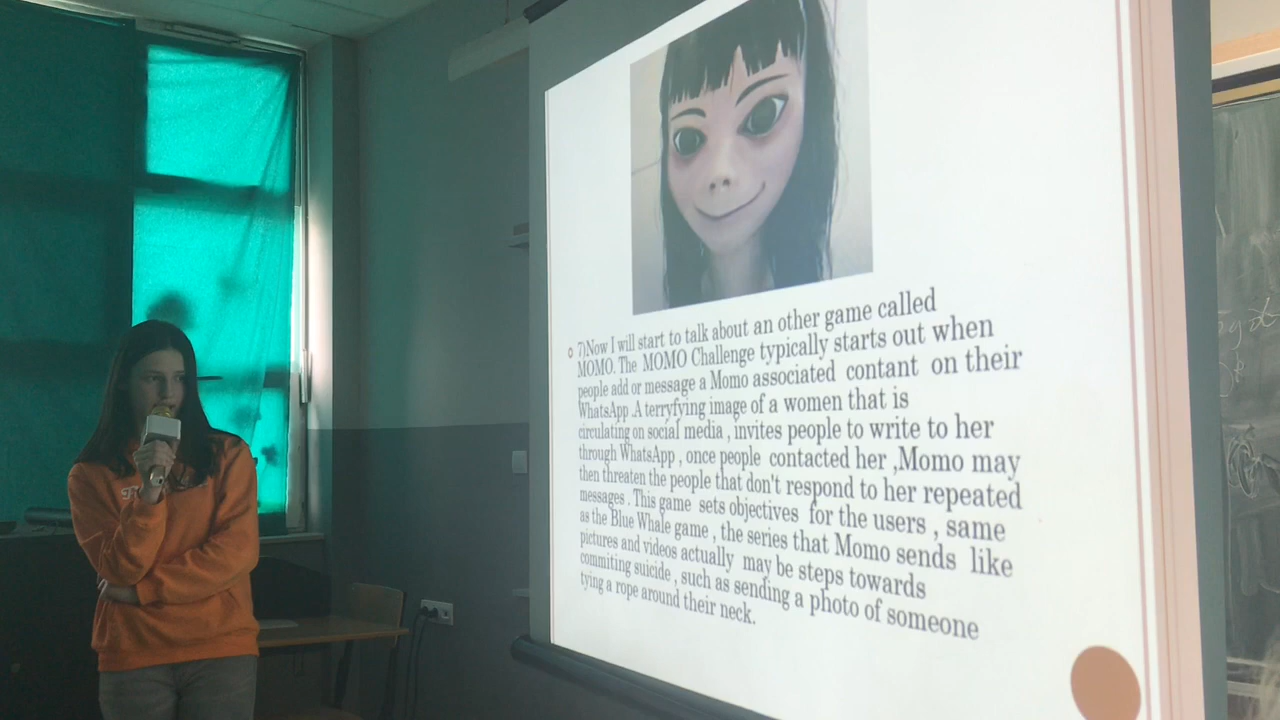 7)Now I will start to talk about an other game called
MOMO. The MOMO Challenge typically starts out when
people add or message a Momo associated contant on their
WhatsApp .A terryfying image of a women that is
circulating on social media , invites people to write to her
through WhatsApp , once people contacted her ,Momo may
then threaten the people that don't respond to her repeated
messages . This game sets objectives for the users , same
as the Blue Whale game , the series that Momo sends like
pictures and videos actually may be steps towards
commiting suicide , such as sending a photo of someone
tying a rope around their neck.